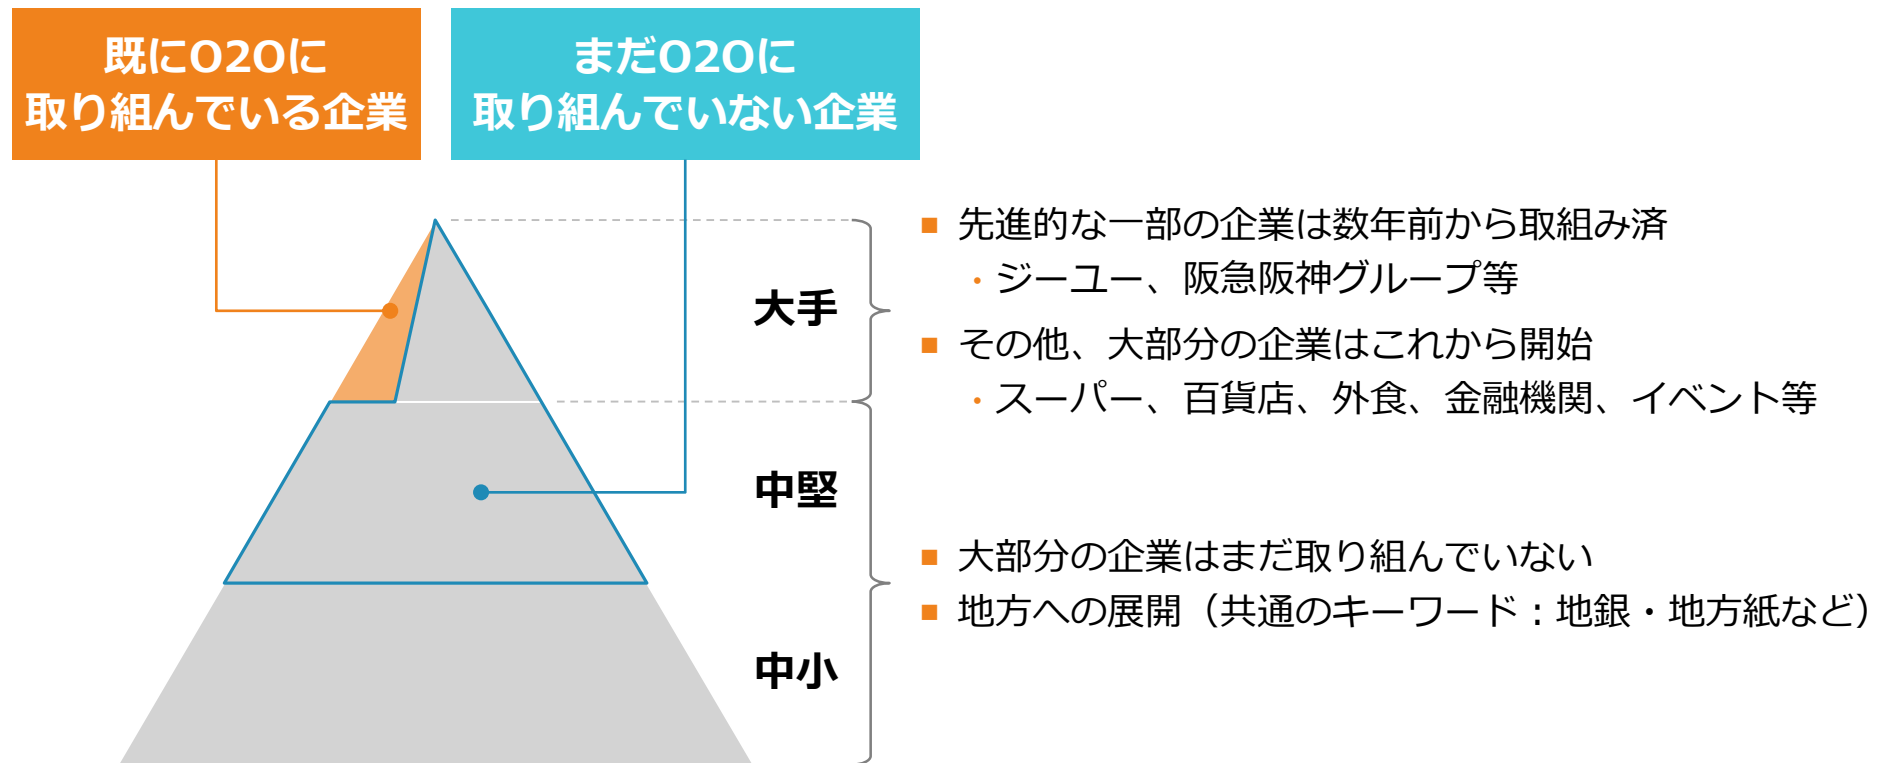 既にO2Oに
取り組んでいる企業
まだO2Oに
取り組んでいない企業
大手
■ 先進的な一部の企業は数年前から取組み済
・ジーユー、阪急阪神グループ等
■ その他、大部分の企業はこれから開始
・スーパー、百貨店、外食、金融機関、イベント等
中堅
中小
■ 大部分の企業はまだ取り組んでいない
■ 地方への展開（共通のキーワード：地銀・地方紙など）